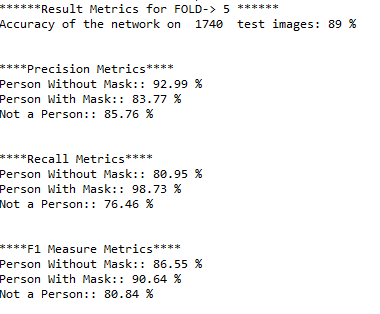 ******Result Metrics for FOLD-> 5 ******
Accuracy of the network on  1740  test images: 89 %
****Precision Metrics****
Person Without Mask:: 92.99 %
Person With Mask:: 83.77 %
Not a Person:: 85.76 %
****Recall Metrics****
Person Without Mask:: 80.95 %
Person With Mask:: 98.73 %
Not a Person:: 76.46 %
****F1 Measure Metrics****
Person Without Mask:: 86.55 %
Person With Mask:: 90.64 %
Not a Person:: 80.84 %